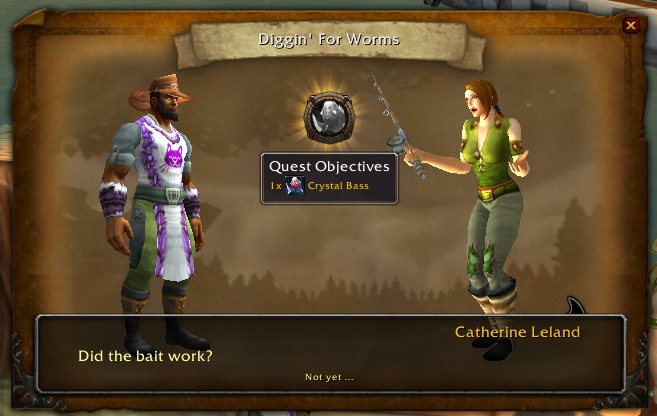 Diggin' For Worms
Quest Objectives
1x Crystal Bass
Catherine Leland
Did the bait work?
Not yet ...